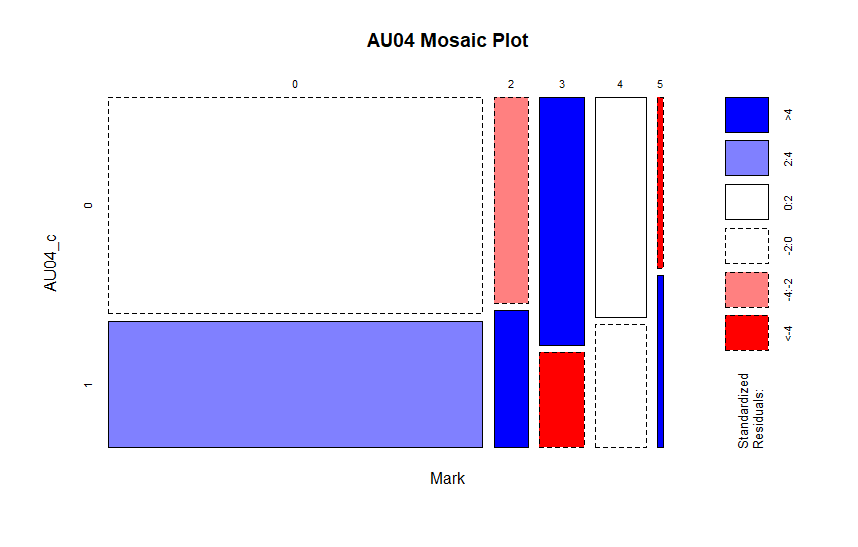 AU04 Mosaic Plot
0 2 3 4 5
0
1
AU04_c
Mark
>4
2:4
0:2
-2:0
-4:-2
<-4
Standardized
Residuals: